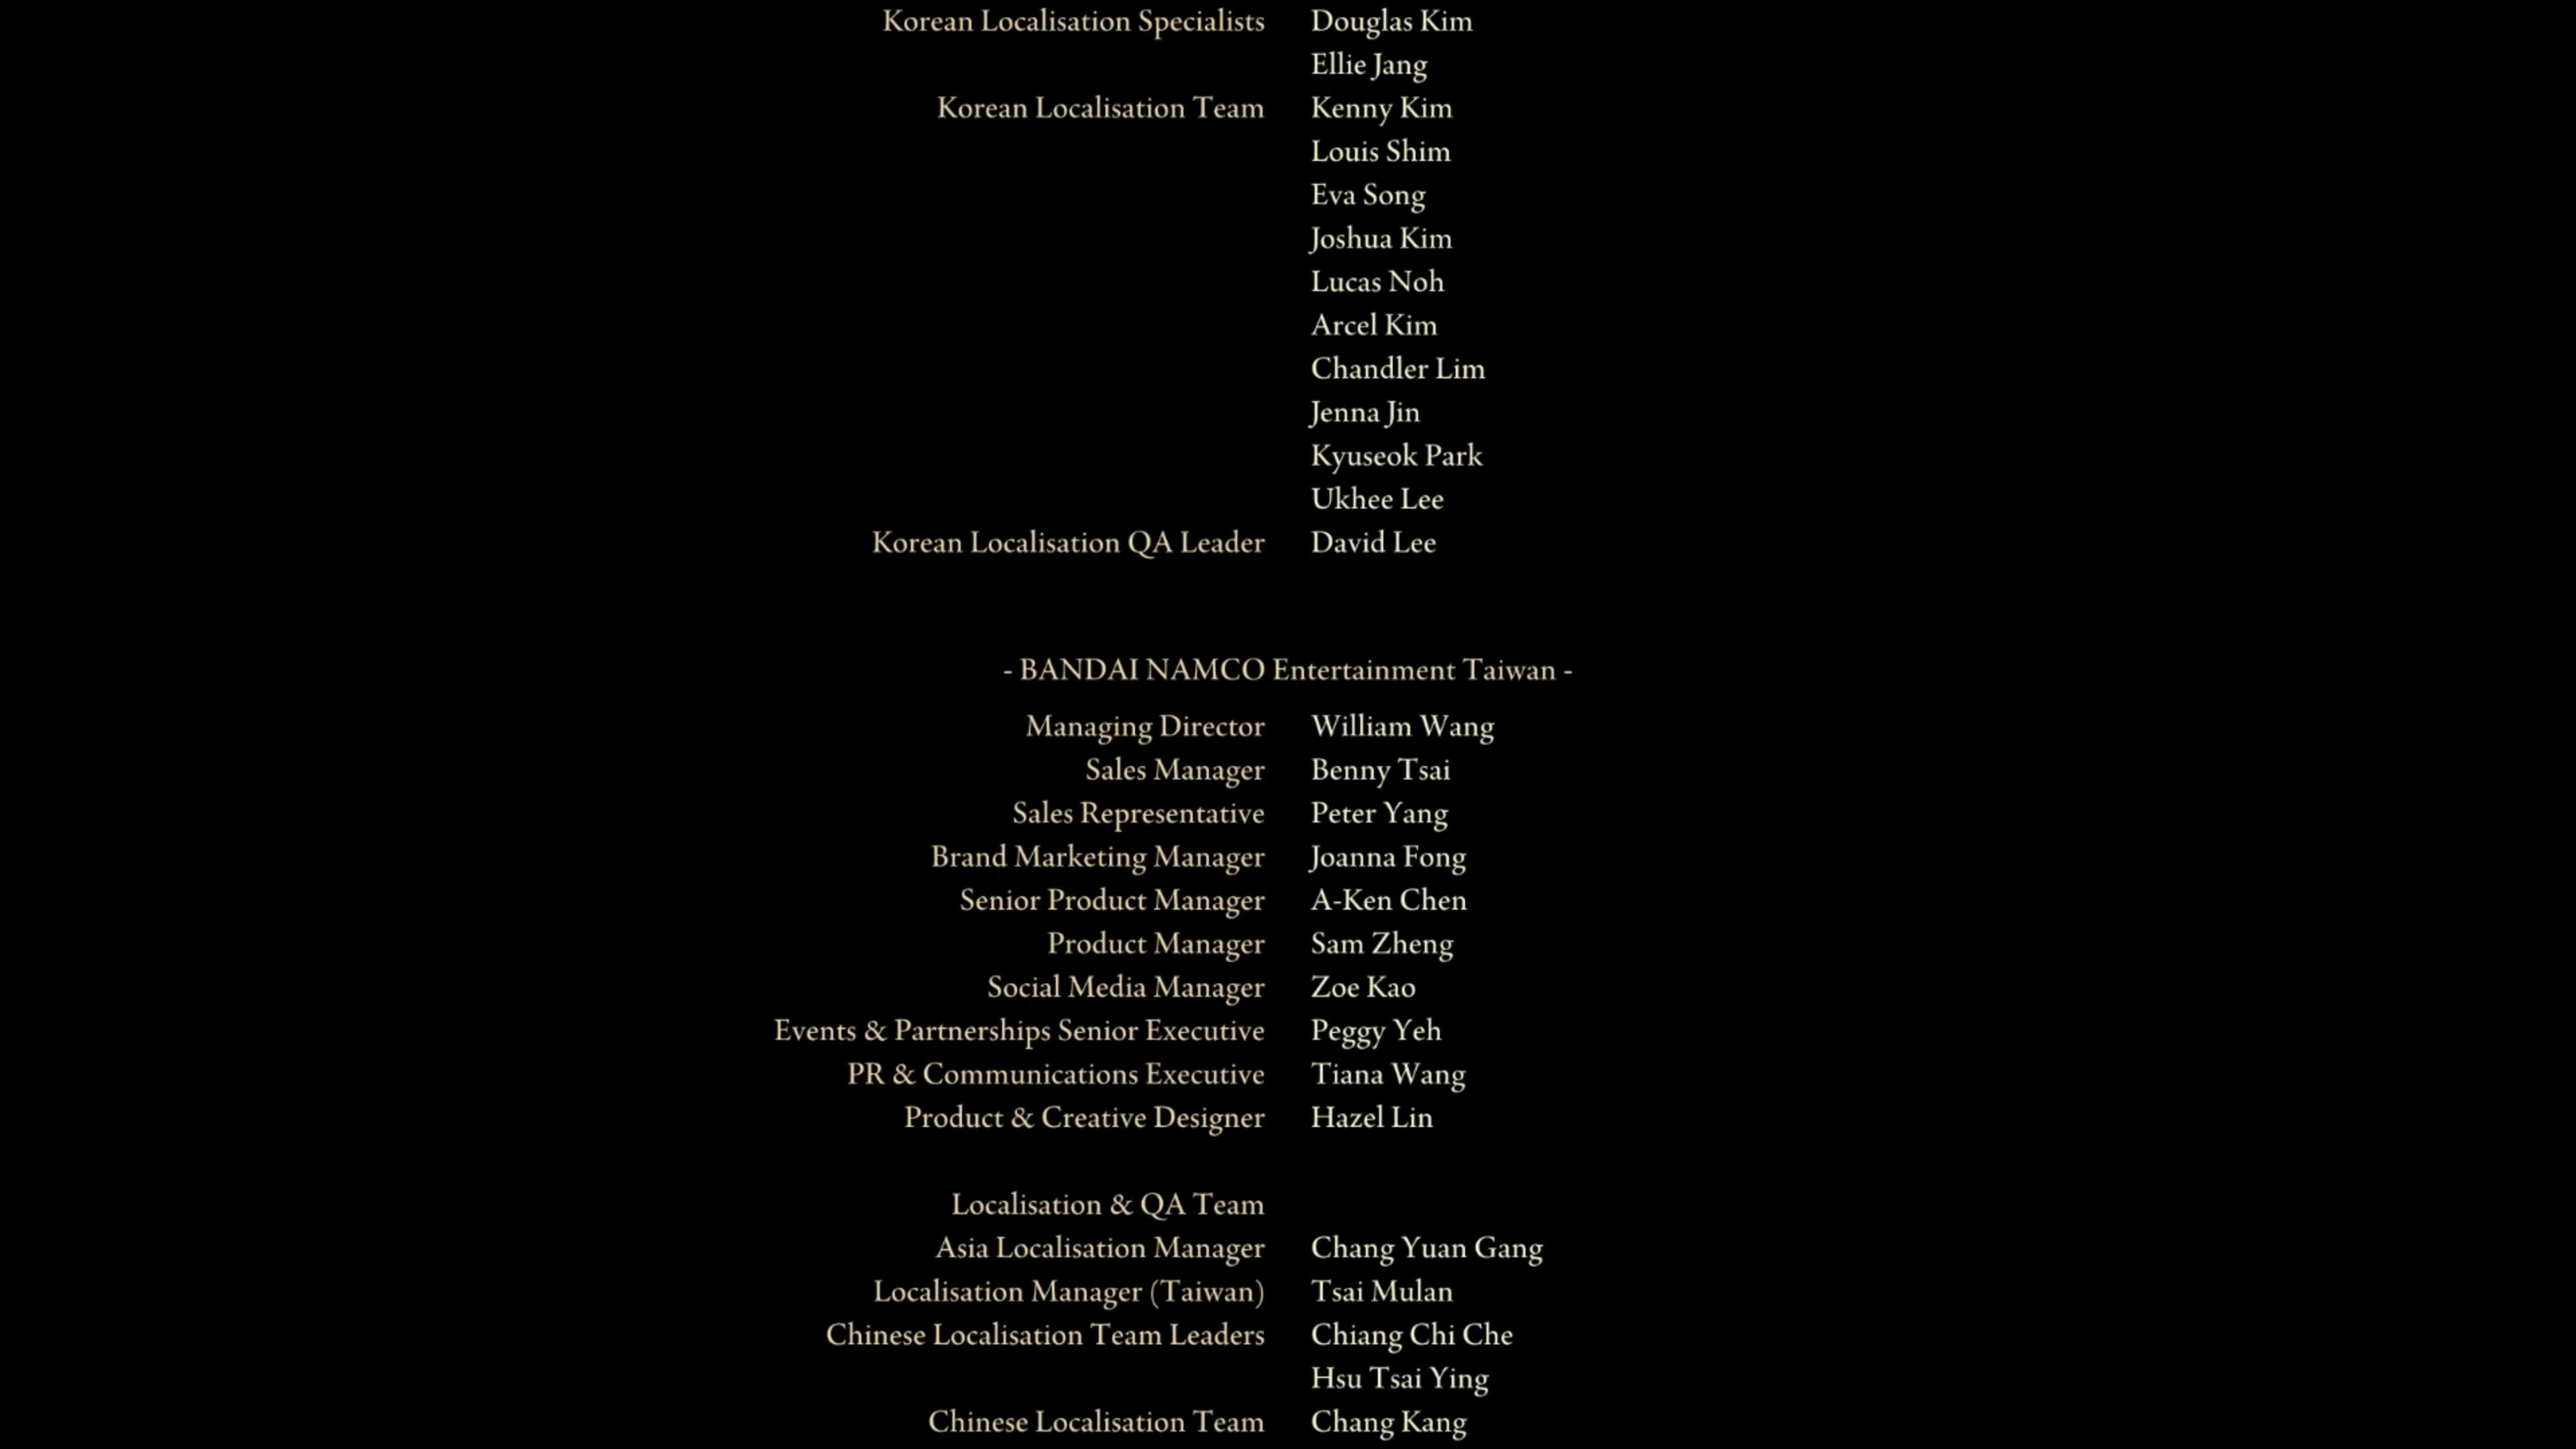 Korean Localisation Specialists Douglas Kim
Ellie Jang
Korean Localisation Team Kenny Kim
Louis Shim
Eva Song
Joshua Kim
Lucas Noh
Arcel Kim
Chandler Lim
Jenna Jin
Kyuseok Park
Ukhee Lee
Korean Localisation QA Leader David Lee
- BANDAI NAMCO Entertainment Taiwan -
Managing Director William Wang
Sales Manager Benny Tsai
Sales Representative Peter Yang
Brand Marketing Manager Joanna Fong
Senior Product Manager A-Ken Chen
Product Manager Sam Zheng
Social Media Manager Zoe Kao
Events & Partnerships Senior Executive Peggy Yeh
PR & Communications Executive Tiana Wang
Product & Creative Designer Hazel Lin
Localisation & QA Team
Asia Localisation Manager Chang Yuan Gang
Localisation Manager (Taiwan) Tsai Mulan
Chinese Localisation Team Leaders Chiang Chi Che
Hsu Tsai Ying
Chinese Localisation Team Chang Kang